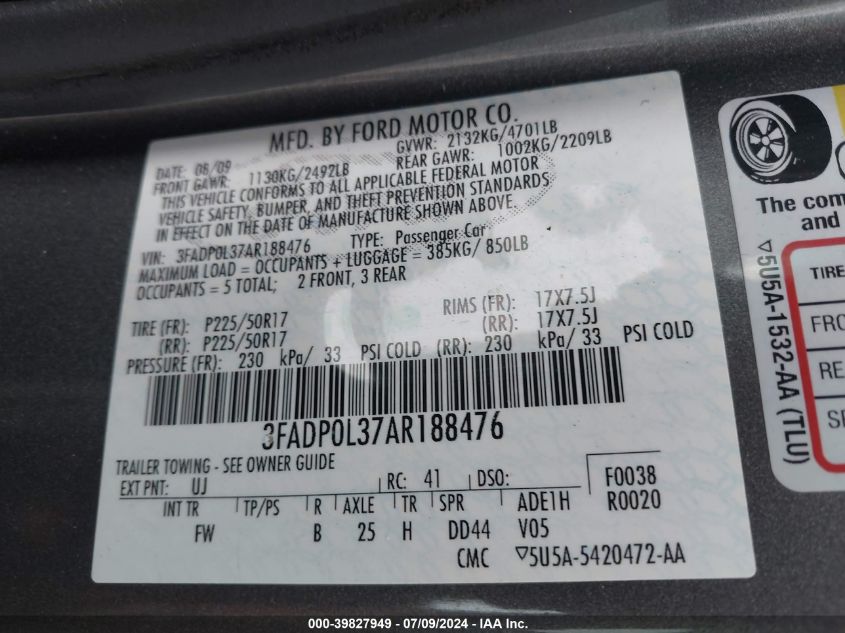 MFD. BY FORD MOTOR CO.
DATE: 08/09 GVWR: 2132KG/4701LB
FRONT GAWR: 1130KG/2492LB REAR GAWR: 1002KG/2209LB
THIS VEHICLE CONFORMS TO ALL APPLICABLE FEDERAL MOTOR
VEHICLE SAFETY, BUMPER, AND THEFT PREVENTION STANDARDS
IN EFFECT ON THE DATE OF MANUFACTURE SHOWN ABOVE.
VIN: 3FADP0L37AR188476 TYPE: Passenger Car
MAXIMUM LOAD = OCCUPANTS + LUGGAGE = 385KG/ 850LB
OCCUPANTS = 5 TOTAL; 2 FRONT, 3 REAR
TIRE (FR): P225/50R17 RIMS (FR): 17X7.5J
(RR): P225/50R17 (RR): 17X7.5J
PRESSURE (FR): 230 kPa/ 33 PSI COLD (RR): 230 kPa/ 33 PSI COLD
3FADP0L37AR188476
TRAILER TOWING - SEE OWNER GUIDE
EXT PNT: UJ RC: 41 DSO: F0038
INT TR TP/PS R AXLE TR SPR ADE1H R0020
FW B 25 H DD44 V05
CMC ▽5U5A-5420472-AA
The com
and
▽5U5A-1532-AA (TLU)
TIRE
FRO
RE
SP
000-39827949 / 07/09/2024 - IAA, Inc.